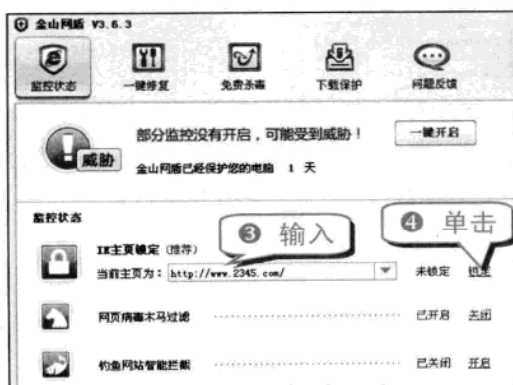 金山网盾 V3.6.3
监控状态 一键修复 免费杀毒 下载保护 问题反馈
部分监控没有开启，可能受到威胁！ 一键开启
威胁
金山网盾已经保护您的电脑 1 天
监控状态
❸ 输入 ❹ 单击
IE主页锁定 (推荐)
当前主页为：http://www.2345.com/ 未锁定 锁定
网页病毒木马过滤 已开启 关闭
钓鱼网站智能拦截 已关闭 开启